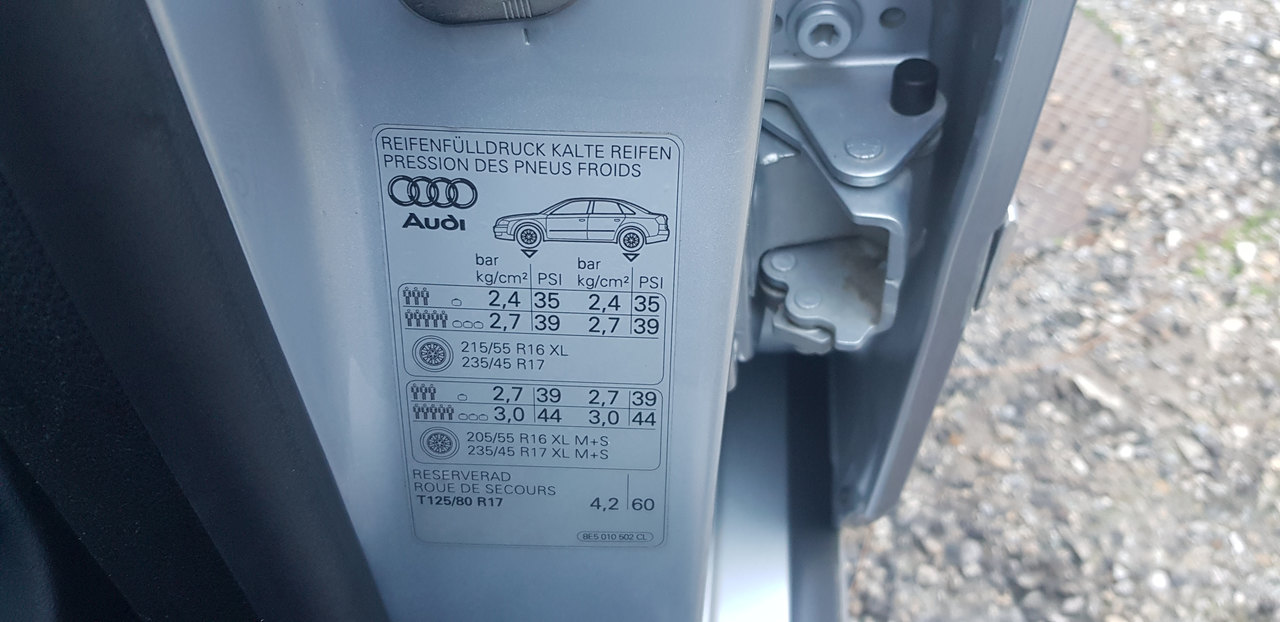 REIFENFÜLLDRUCK KALTE REIFEN
PRESSION DES PNEUS FROIDS
Audi
bar bar
kg/cm² PSI kg/cm² PSI
2,4 35 2,4 35
2,7 39 2,7 39
215/55 R16 XL
235/45 R17
2,7 39 2,7 39
3,0 44 3,0 44
205/55 R16 XL M+S
235/45 R17 XL M+S
RESERVERAD
ROUE DE SECOURS
T125/80 R17 4,2 60
8E5 010 502 CL